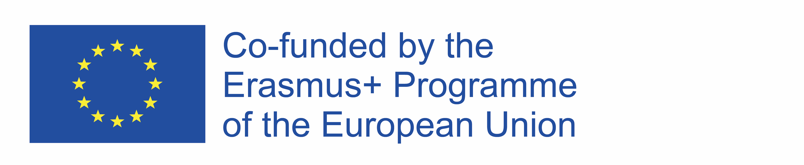 Co-funded by the
Erasmus+ Programme
of the European Union